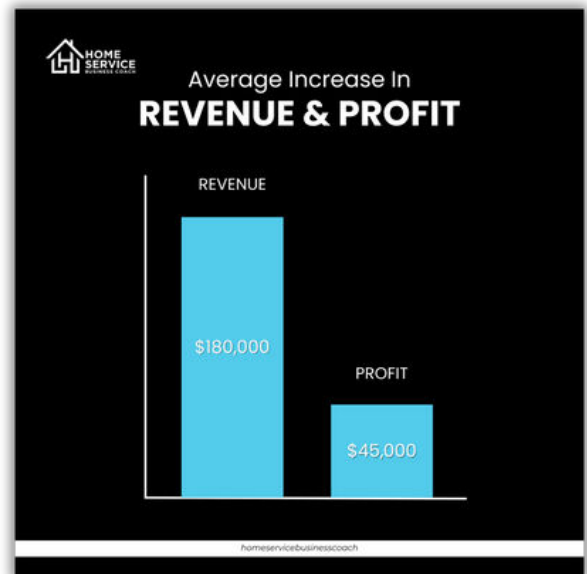 HOME
SERVICE
BUSINESS COACH
Average Increase In
REVENUE & PROFIT
REVENUE
$180,000
PROFIT
$45,000
homeservicebusinesscoach